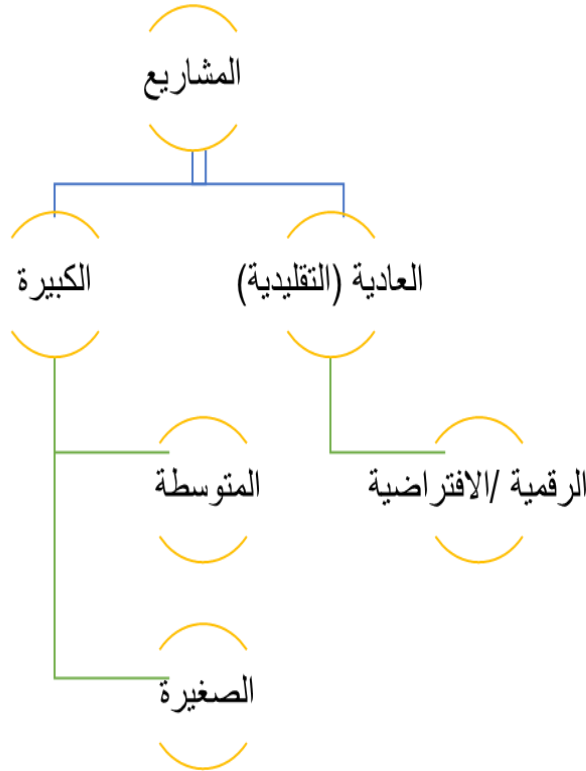 المشاريع
العادية (التقليدية)
الكبيرة
الرقمية /الافتراضية
المتوسطة
الصغيرة